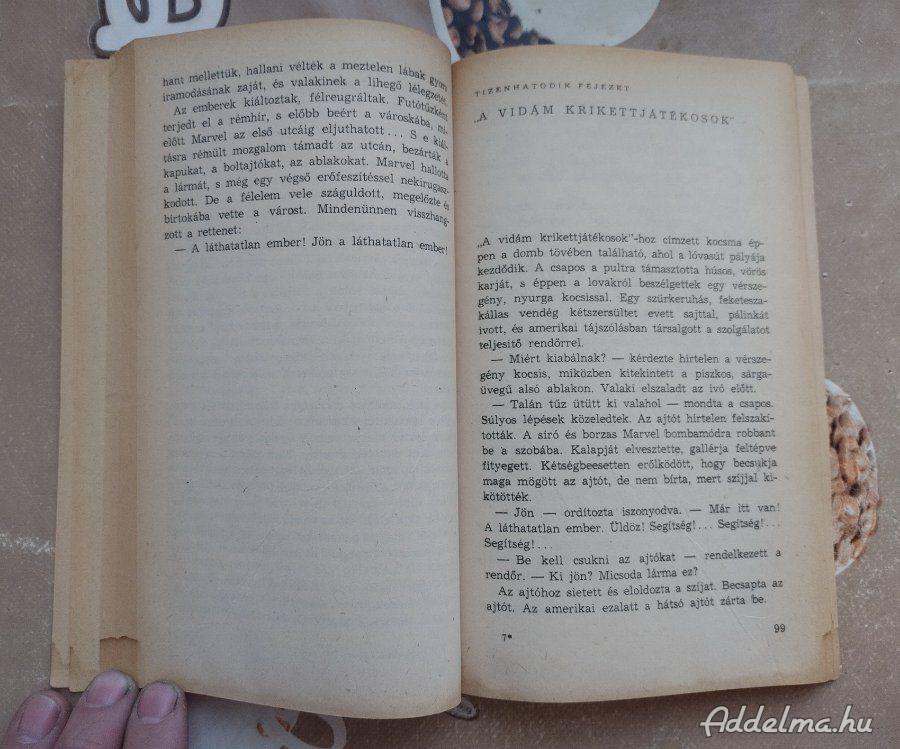 hant mellettük, hallani vélték a meztelen lábak gyors
iramodásának zaját, és valakinek a lihegő lélegzetét.
Az emberek kiáltoztak, félreugráltak. Futótűzként
terjedt el a rémhír, s előbb beért a városkába, mi-
előtt Marvel az első utcáig eljuthatott... S e kiál-
tásra rémült mozgalom támadt az utcán, bezárták a
kapukat, a boltajtókat, az ablakokat. Marvel hallotta
a lármát, s még egy végső erőfeszítéssel nekirugasz-
kodott. De a félelem vele száguldott, megelőzte és
birtokába vette a várost. Mindenünnen visszhang-
zott a rettenet:
— A láthatatlan ember! Jön a láthatatlan ember!
TIZENHATODIK FEJEZET
„A VIDÁM KRIKETTJÁTÉKOSOK"
„A vidám krikettjátékosok"-hoz címzett kocsma ép-
pen a domb tövében található, ahol a lóvasút pályája
kezdődik. A csapos a pultra támasztotta húsos, vörös
karját, s éppen a lovakról beszélgettek egy vérsze-
gény, nyurga kocsissal. Egy szürkeruhás, feketesza-
kállas vendég kétszersültet evett sajttal, pálinkát
ivott, és amerikai tájszólásban társalgott a szolgálatot
teljesítő rendőrrel.
— Miért kiabálnak? — kérdezte hirtelen a vérsze-
gény kocsis, miközben kitekintett a piszkos, sárga-
üvegű alsó ablakon. Valaki elszaladt az ivó előtt.
— Talán tűz ütött ki valahol — mondta a csapos.
Súlyos lépések közeledtek. Az ajtót hirtelen felszakí-
tották. A síró és borzas Marvel bombamódra robbant
be a szobába. Kalapját elvesztette, gallérja feltépve
fityegett. Kétségbeesetten erőlködött, hogy becsukja
maga mögött az ajtót, de nem bírta, mert szíjjal ki-
kötötték.
— Jön — ordítozta iszonyodva. — Már itt van!
A láthatatlan ember. Üldöz! Segítség!... Segítség!...
Segítség!...
— Be kell csukni az ajtókat — rendelkezett a
rendőr. — Ki jön? Micsoda lárma ez?
Az ajtóhoz sietett és eloldozta a szíjat. Becsapta az
ajtót. Az amerikai ezalatt a hátsó ajtót zárta be.
7*
99
Addelma.hu